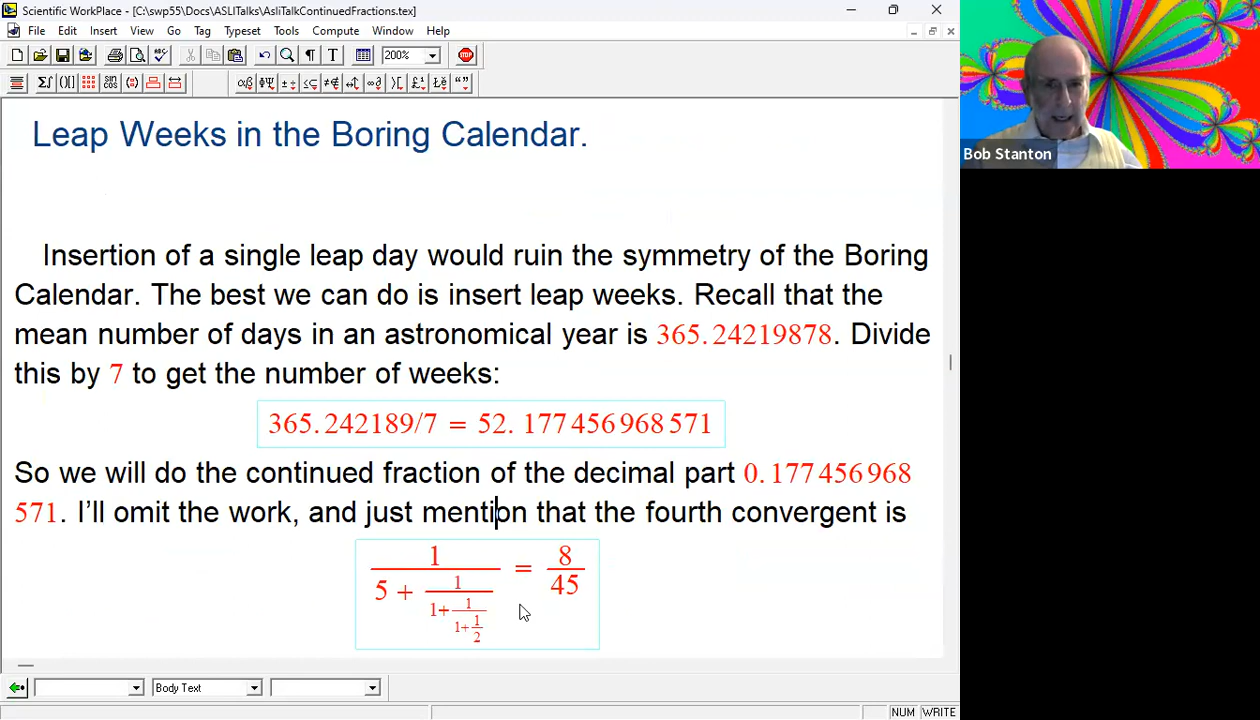 Scientific WorkPlace - [C:\swp55\Docs\ASLITalks\AsliTalkContinuedFractions.tex]
File Edit Insert View Go Tag Typeset Tools Compute Window Help
200%
STOP
Leap Weeks in the Boring Calendar.
Insertion of a single leap day would ruin the symmetry of the Boring
Calendar. The best we can do is insert leap weeks. Recall that the
mean number of days in an astronomical year is 365.24219878. Divide
this by 7 to get the number of weeks:
365.242189/7 = 52.177456968571
So we will do the continued fraction of the decimal part 0.177456968
571. I'll omit the work, and just mention that the fourth convergent is
1
5 + 1
1+ 1
1+ 1
2
= 8
45
Body Text
NUM WRITE
Bob Stanton